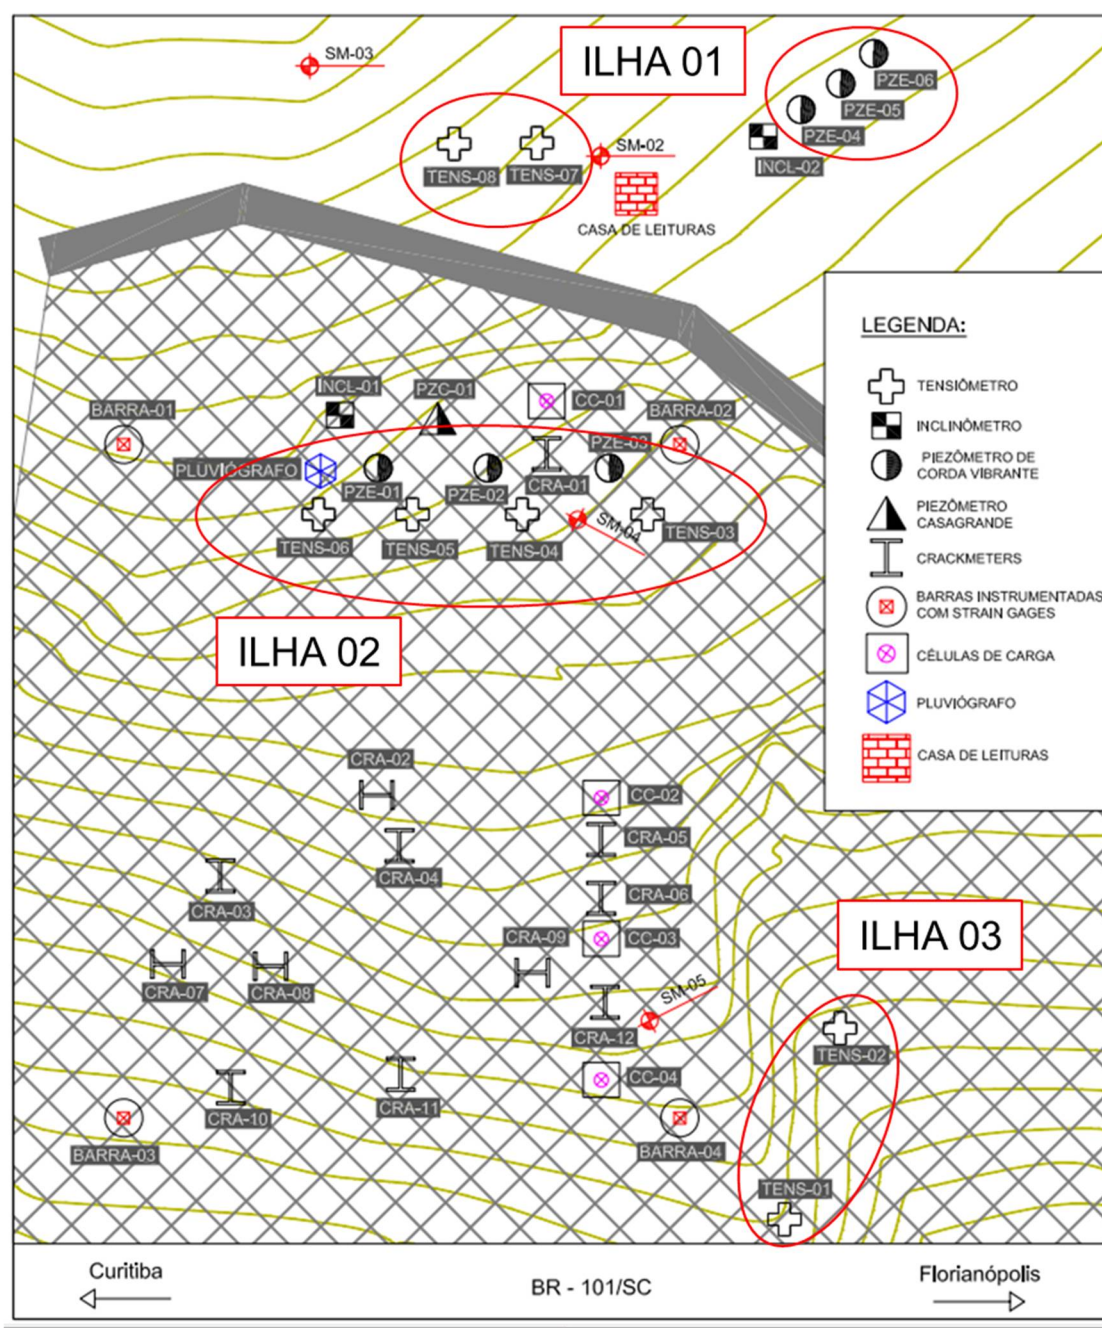 SM-03
ILHA 01
PZE-06
PZE-05
PZE-04
SM-02
TENS-08
TENS-07
INCL-02
CASA DE LEITURAS
LEGENDA:
TENSIÔMETRO
INCLINÔMETRO
PIEZÔMETRO DE
CORDA VIBRANTE
PIEZÔMETRO
CASAGRANDE
CRACKMETERS
BARRAS INSTRUMENTADAS
COM STRAIN GAGES
CÉLULAS DE CARGA
PLUVIÓGRAFO
CASA DE LEITURAS
INCL-01
PZC-01
CC-01
BARRA-01
BARRA-02
PZE-03
PLUVIÓGRAFO
PZE-01
PZE-02
CRA-01
SM-04
TENS-06
TENS-05
TENS-04
TENS-03
ILHA 02
CRA-02
CC-02
CRA-05
CRA-04
CRA-06
CRA-03
ILHA 03
CRA-09
CC-03
CRA-07
CRA-08
SM-05
CRA-12
TENS-02
CC-04
CRA-10
CRA-11
BARRA-03
BARRA-04
TENS-01
Curitiba
BR - 101/SC
Florianópolis